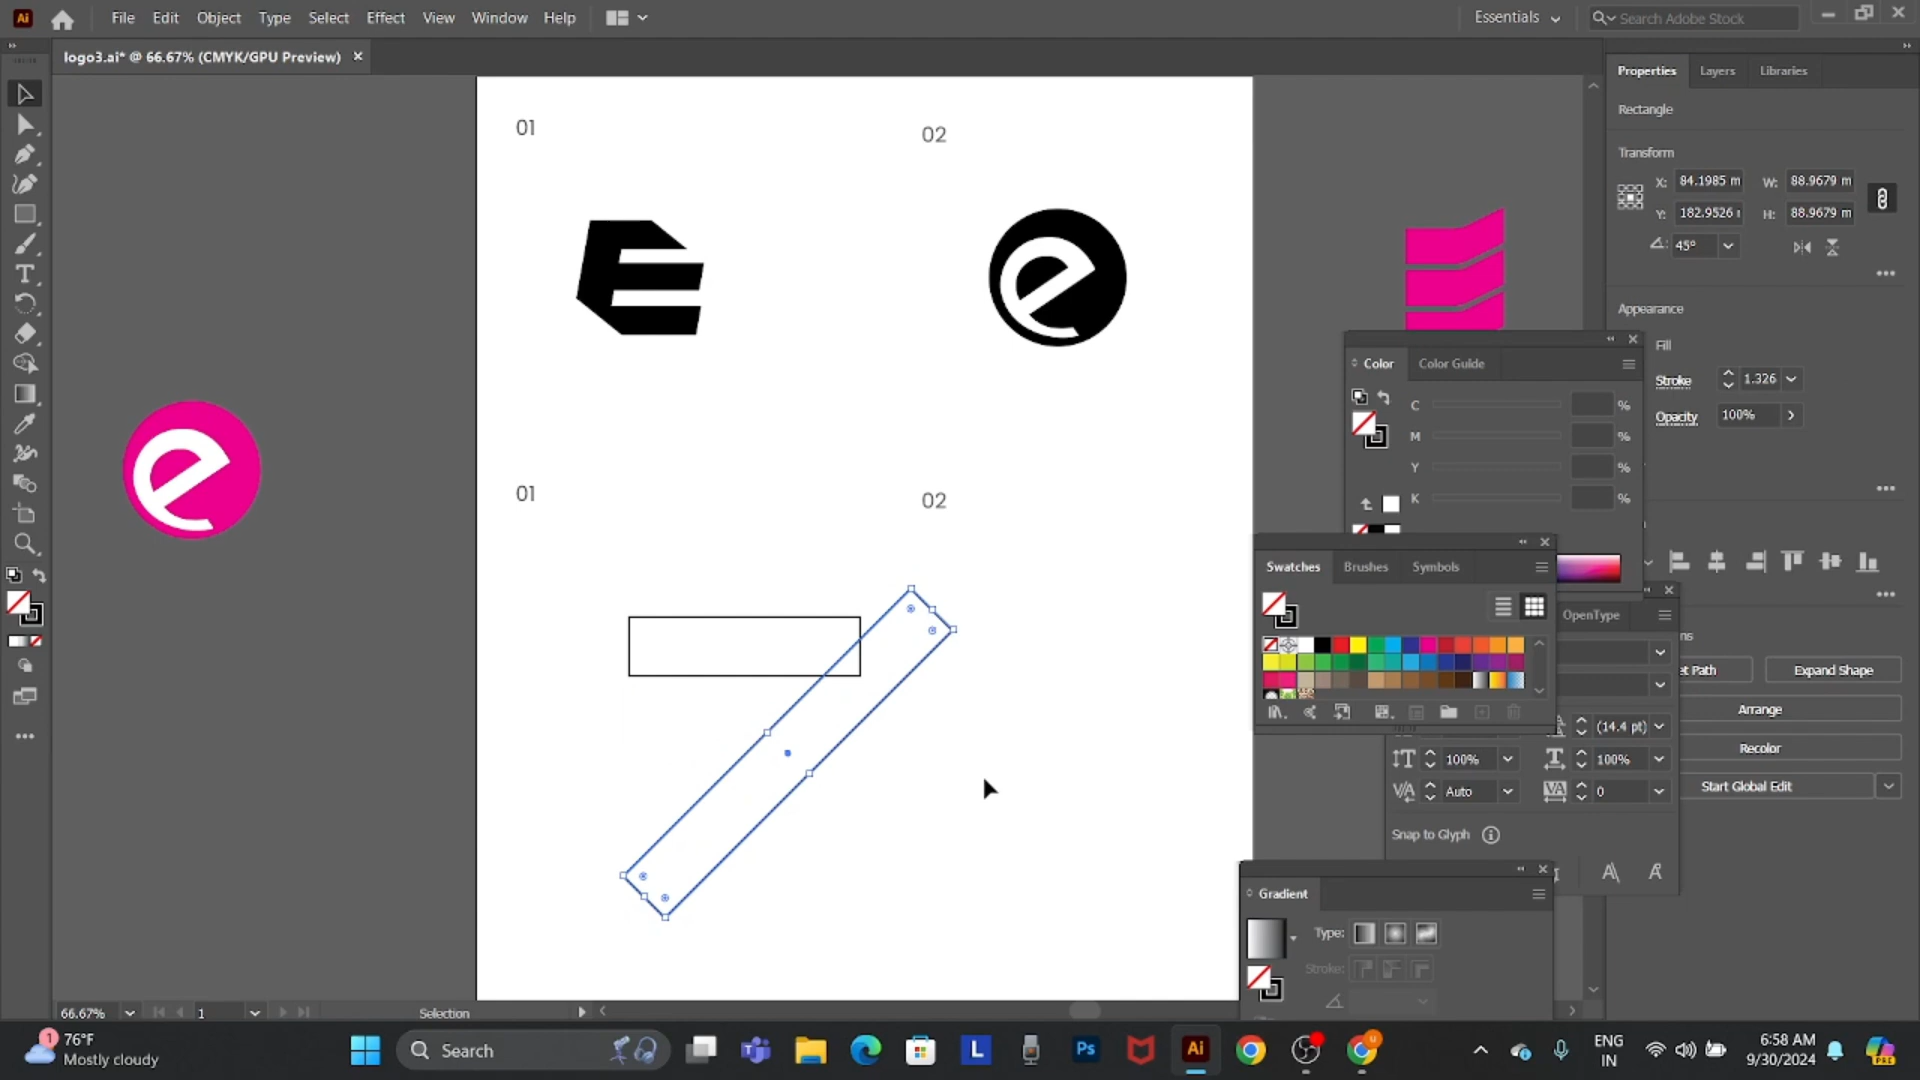 Ai File Edit Object Type Select Effect View Window Help Essentials Search Adobe Stock
logo3.ai* @ 66.67% (CMYK/GPU Preview)
Properties Layers Libraries
Rectangle
Transform
X: 84.1985 m W: 88.9679 m
Y: 182.9526 H: 88.9679 m
45°
Appearance
Fill
Stroke 1.326
Opacity 100%
01 02
e
01 02
Color Color Guide
C %
M %
Y %
K %
Swatches Brushes Symbols
OpenType
Expand Shape
Arrange
Recolor
Start Global Edit
(14.4 pt)
100% 100%
Auto 0
Snap to Glyph
Gradient
Type:
Stroke:
66.67% 1 Selection
76°F
Mostly cloudy
Search
L Ps Ai
ENG
IN
6:58 AM
9/30/2024